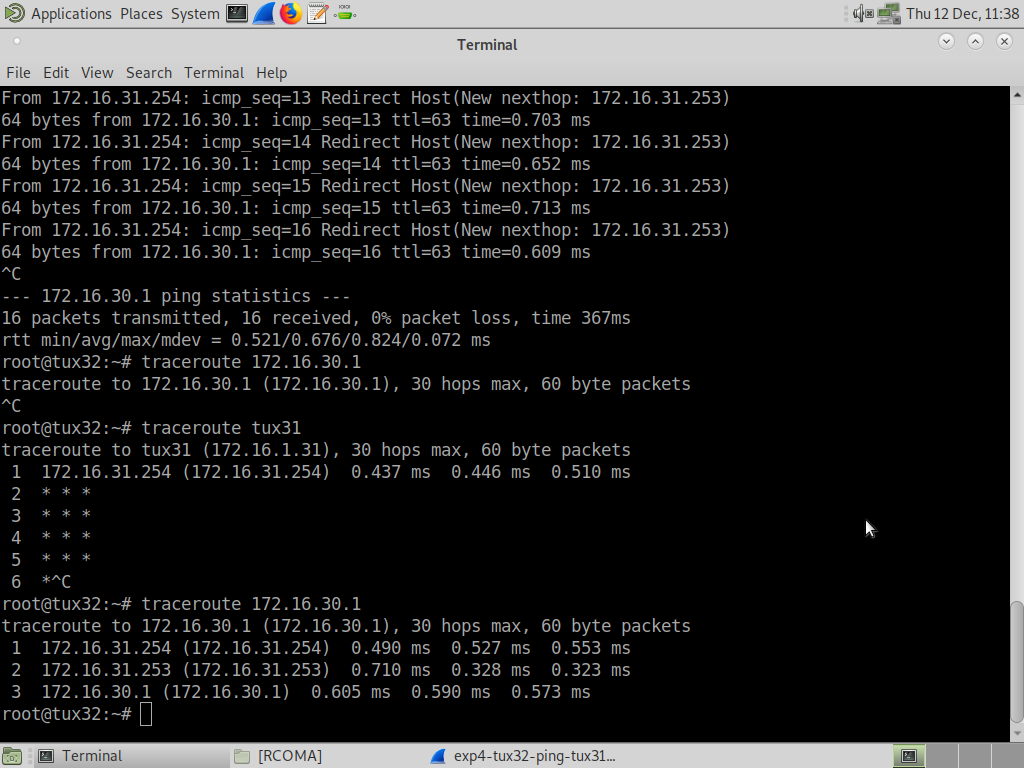 Applications Places System Thu 12 Dec, 11:38
Terminal
File Edit View Search Terminal Help
From 172.16.31.254: icmp_seq=13 Redirect Host(New nexthop: 172.16.31.253)
64 bytes from 172.16.30.1: icmp_seq=13 ttl=63 time=0.703 ms
From 172.16.31.254: icmp_seq=14 Redirect Host(New nexthop: 172.16.31.253)
64 bytes from 172.16.30.1: icmp_seq=14 ttl=63 time=0.652 ms
From 172.16.31.254: icmp_seq=15 Redirect Host(New nexthop: 172.16.31.253)
64 bytes from 172.16.30.1: icmp_seq=15 ttl=63 time=0.713 ms
From 172.16.31.254: icmp_seq=16 Redirect Host(New nexthop: 172.16.31.253)
64 bytes from 172.16.30.1: icmp_seq=16 ttl=63 time=0.609 ms
^C
--- 172.16.30.1 ping statistics ---
16 packets transmitted, 16 received, 0% packet loss, time 367ms
rtt min/avg/max/mdev = 0.521/0.676/0.824/0.072 ms
root@tux32:~# traceroute 172.16.30.1
traceroute to 172.16.30.1 (172.16.30.1), 30 hops max, 60 byte packets
^C
root@tux32:~# traceroute tux31
traceroute to tux31 (172.16.1.31), 30 hops max, 60 byte packets
 1  172.16.31.254 (172.16.31.254)  0.437 ms  0.446 ms  0.510 ms
 2  * * *
 3  * * *
 4  * * *
 5  * * *
 6  *^C
root@tux32:~# traceroute 172.16.30.1
traceroute to 172.16.30.1 (172.16.30.1), 30 hops max, 60 byte packets
 1  172.16.31.254 (172.16.31.254)  0.490 ms  0.527 ms  0.553 ms
 2  172.16.31.253 (172.16.31.253)  0.710 ms  0.328 ms  0.323 ms
 3  172.16.30.1 (172.16.30.1)  0.605 ms  0.590 ms  0.573 ms
root@tux32:~#
Terminal [RCOMA] exp4-tux32-ping-tux31...